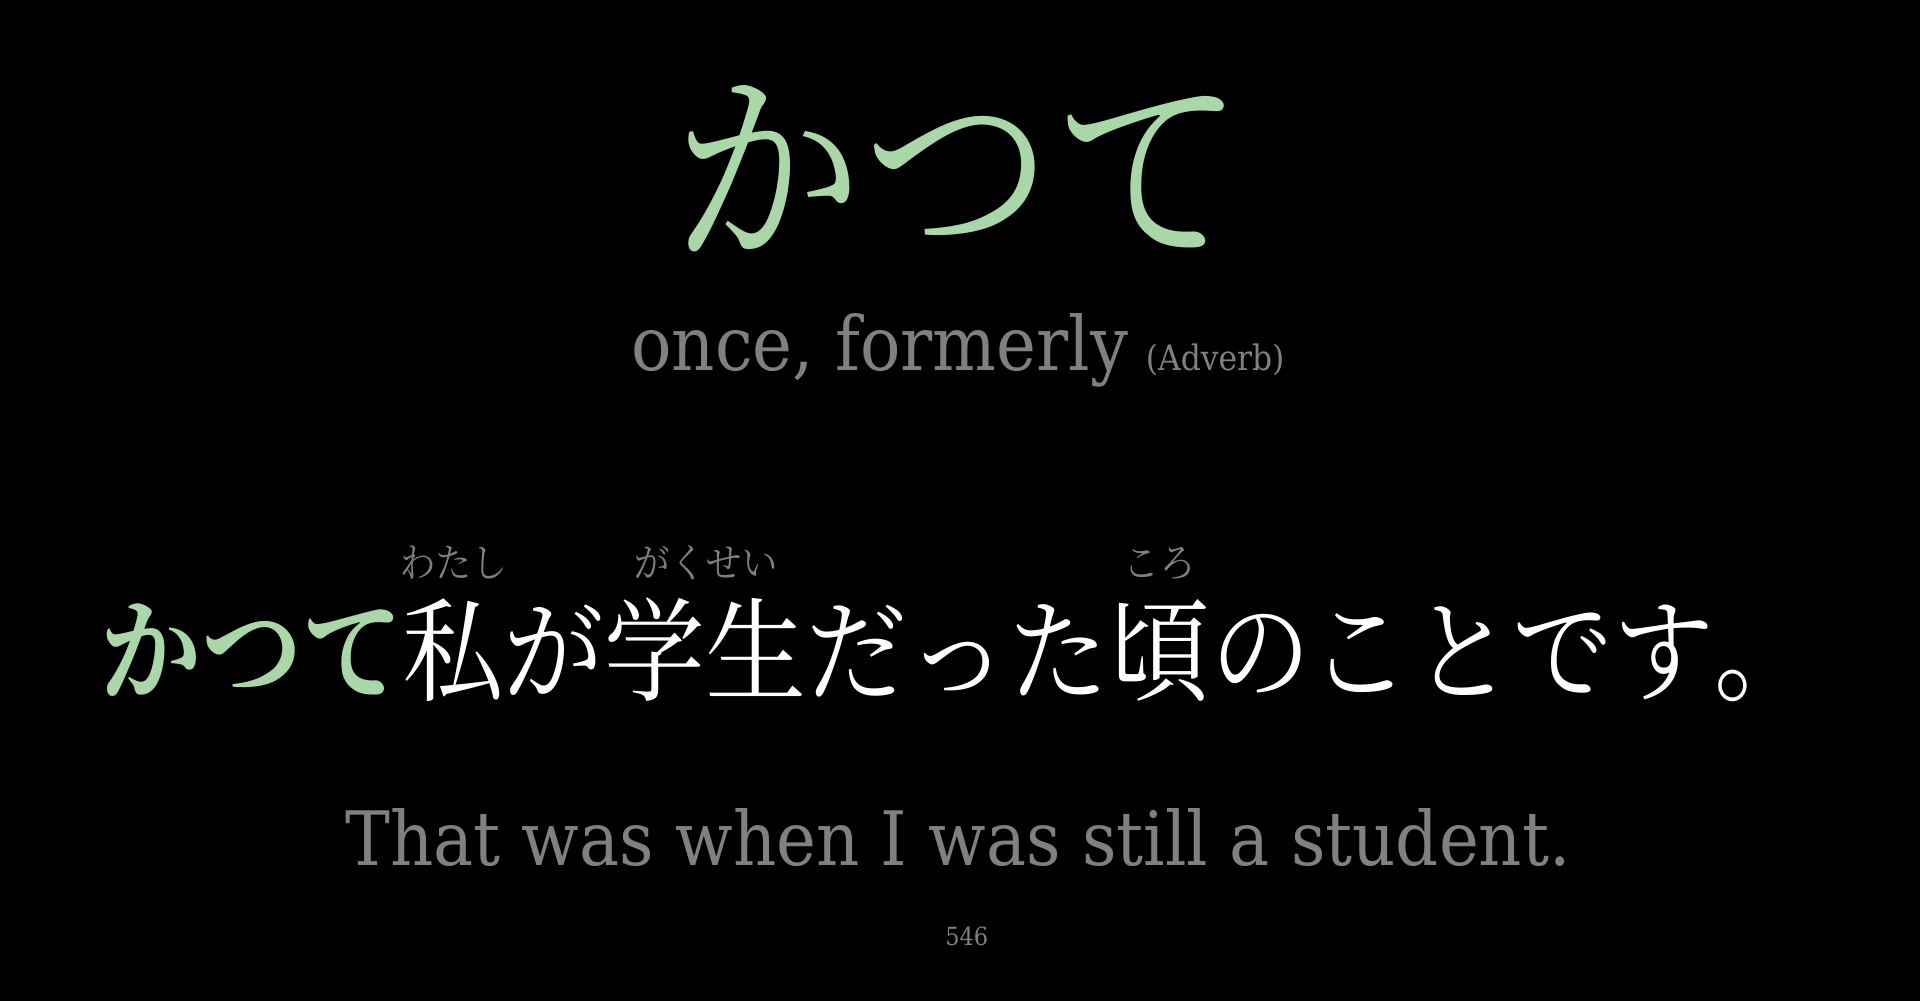 かつて
once, formerly (Adverb)
わたし がくせい ころ
かつて私が学生だった頃のことです。
That was when I was still a student.
546